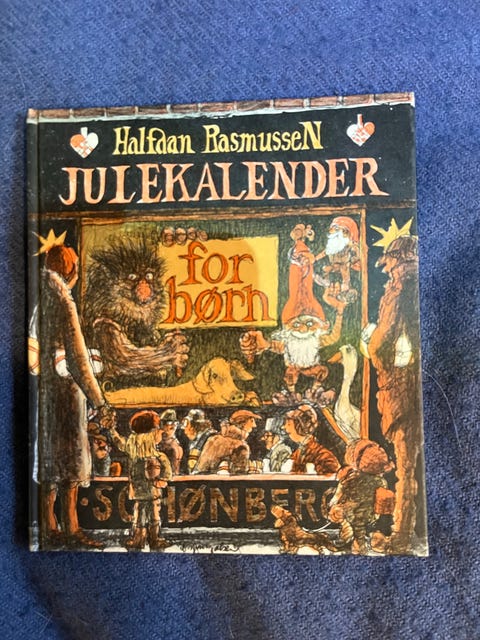 Halfdan Rasmussen
JULEKALENDER
for
børn
SCHØNBERG